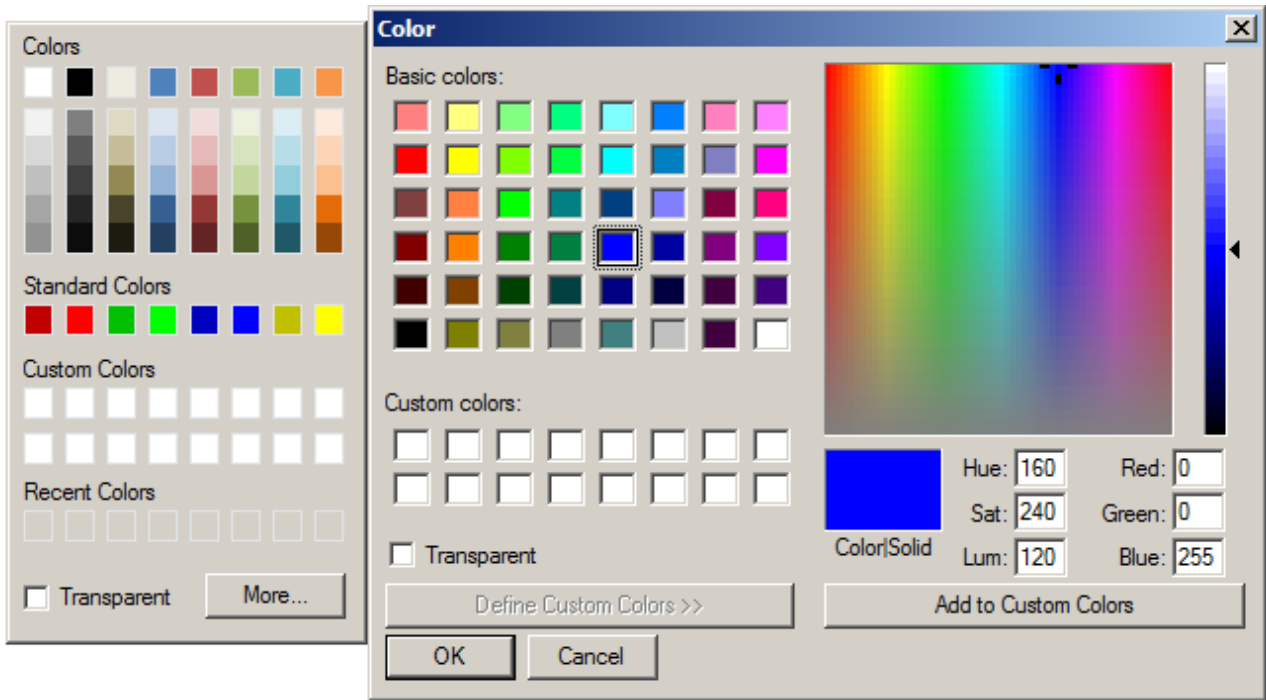 Colors
Standard Colors
Custom Colors
Recent Colors
Transparent
More...
Color
Basic colors:
Custom colors:
Transparent
Define Custom Colors >>
OK
Cancel
Color|Solid
Hue: 160
Sat: 240
Lum: 120
Red: 0
Green: 0
Blue: 255
Add to Custom Colors